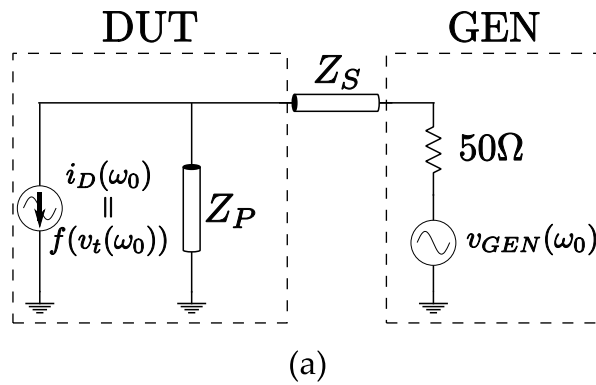 DUT GEN
Z_S
50Ω
i_D(ω_0)
=
f(v_t(ω_0))
Z_P
v_GEN(ω_0)
(a)